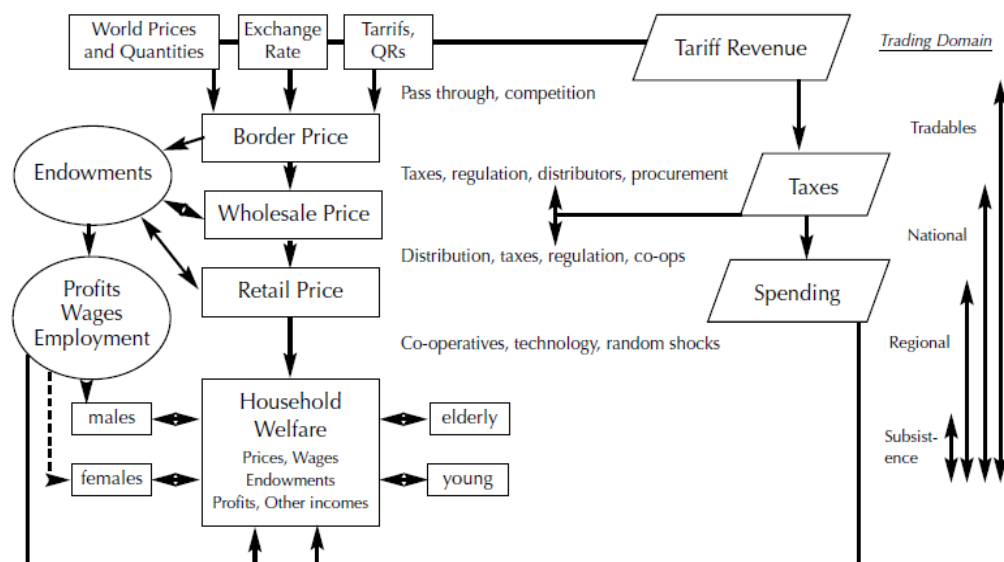 World Prices
and Quantities
Exchange
Rate
Tarrifs,
QRs
Tariff Revenue
Trading Domain
Pass through, competition
Border Price
Tradables
Endowments
Taxes, regulation, distributors, procurement
Taxes
Wholesale Price
National
Distribution, taxes, regulation, co-ops
Profits
Wages
Employment
Retail Price
Spending
Co-operatives, technology, random shocks
Regional
Household
Welfare
Prices, Wages
Endowments
Profits, Other incomes
males
elderly
Subsist-
ence
females
young